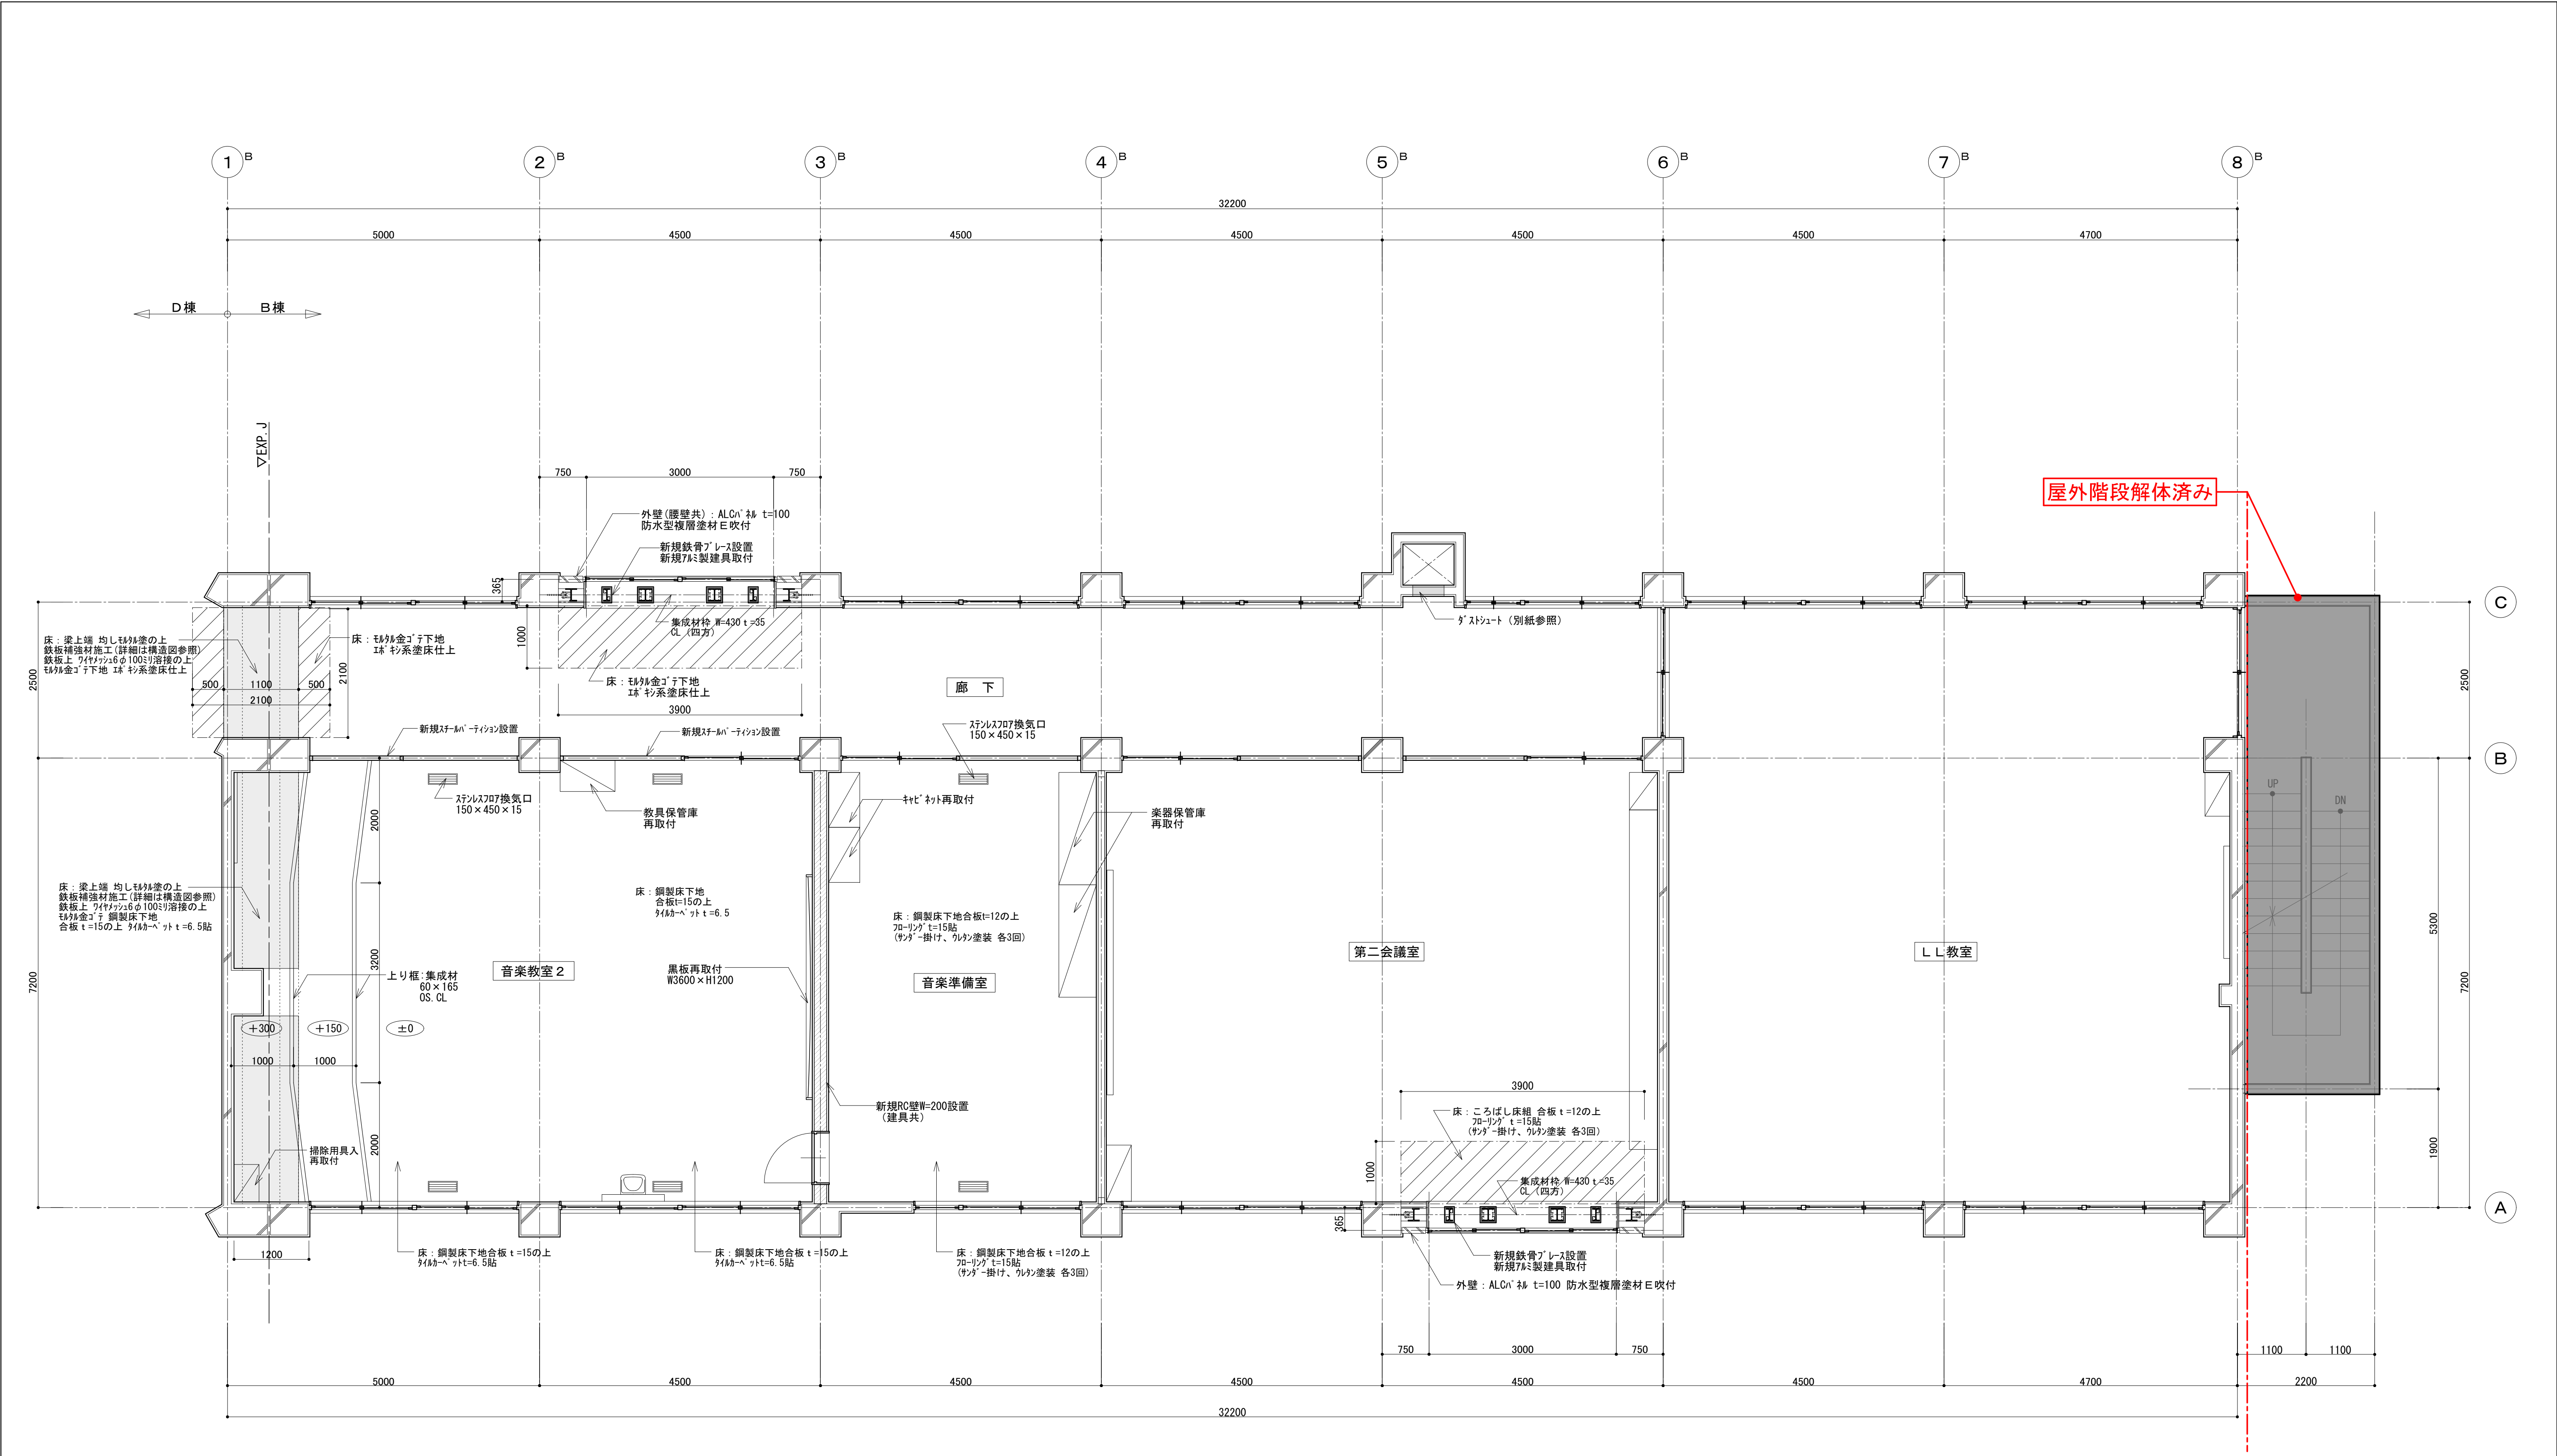 1 B
2 B
3 B
4 B
5 B
6 B
7 B
8 B
32200
5000
4500
4500
4500
4500
4500
4700
D棟
B棟
▽EXP.J
750
3000
750
屋外階段解体済み
外壁(腰壁共)：ALCﾊﾟﾈﾙ t=100
防水型複層塗材E吹付
新規鉄骨ﾌﾞﾚｰｽ設置
新規ｱﾙﾐ製建具取付
365
C
集成材枠 W=430 t=35
CL (四方)
1000
ﾀﾞｽﾄｼｭｰﾄ (別紙参照)
床：梁上端 均しﾓﾙﾀﾙ塗の上
鉄板補強材施工(詳細は構造図参照)
鉄板上 ﾜｲﾔﾒｯｼｭ6φ100ﾐﾘ溶接の上
ﾓﾙﾀﾙ金ｺﾞﾃ下地 ｴﾎﾟｷｼ系塗床仕上
床：ﾓﾙﾀﾙ金ｺﾞﾃ下地
ｴﾎﾟｷｼ系塗床仕上
2100
2500
2500
500
1100
500
2100
床：ﾓﾙﾀﾙ金ｺﾞﾃ下地
ｴﾎﾟｷｼ系塗床仕上
廊 下
3900
新規ｽﾁｰﾙﾊﾟｰﾃｨｼｮﾝ設置
新規ｽﾁｰﾙﾊﾟｰﾃｨｼｮﾝ設置
ｽﾃﾝﾚｽﾌﾛｱ換気口
150×450×15
B
UP
DN
ｽﾃﾝﾚｽﾌﾛｱ換気口
150×450×15
教具保管庫
再取付
ｷｬﾋﾞﾈｯﾄ再取付
楽器保管庫
再取付
2000
床：梁上端 均しﾓﾙﾀﾙ塗の上
鉄板補強材施工(詳細は構造図参照)
鉄板上 ﾜｲﾔﾒｯｼｭ6φ100ﾐﾘ溶接の上
ﾓﾙﾀﾙ金ｺﾞﾃ 鋼製床下地
合板ｔ=15の上 ﾀｲﾙｶｰﾍﾟｯﾄｔ=6.5貼
床：鋼製床下地
合板t=15の上
ﾀｲﾙｶｰﾍﾟｯﾄｔ=6.5
床：鋼製床下地合板t=12の上
ﾌﾛｰﾘﾝｸﾞt=15貼
(ｻﾝﾀﾞｰ掛け、ｳﾚﾀﾝ塗装 各3回)
5300
3200
7200
7200
上り框:集成材
60×165
OS.CL
音楽教室２
黒板再取付
W3600×H1200
音楽準備室
第二会議室
ＬＬ教室
+300
+150
±0
1000
1000
新規RC壁W=200設置
(建具共)
3900
床：ころばし床組 合板ｔ=12の上
ﾌﾛｰﾘﾝｸﾞｔ=15貼
(ｻﾝﾀﾞｰ掛け、ｳﾚﾀﾝ塗装 各3回)
掃除用具入
再取付
2000
1000
1900
集成材枠 W=430 t=35
CL (四方)
A
365
1200
床：鋼製床下地合板ｔ=15の上
ﾀｲﾙｶｰﾍﾟｯﾄt=6.5貼
床：鋼製床下地合板ｔ=15の上
ﾀｲﾙｶｰﾍﾟｯﾄt=6.5貼
床：鋼製床下地合板ｔ=12の上
ﾌﾛｰﾘﾝｸﾞt=15貼
(ｻﾝﾀﾞｰ掛け、ｳﾚﾀﾝ塗装 各3回)
新規鉄骨ﾌﾞﾚｰｽ設置
新規ｱﾙﾐ製建具取付
外壁：ALCﾊﾟﾈﾙ t=100 防水型複層塗材E吹付
750
3000
750
1100
1100
5000
4500
4500
4500
4500
4500
4700
2200
32200